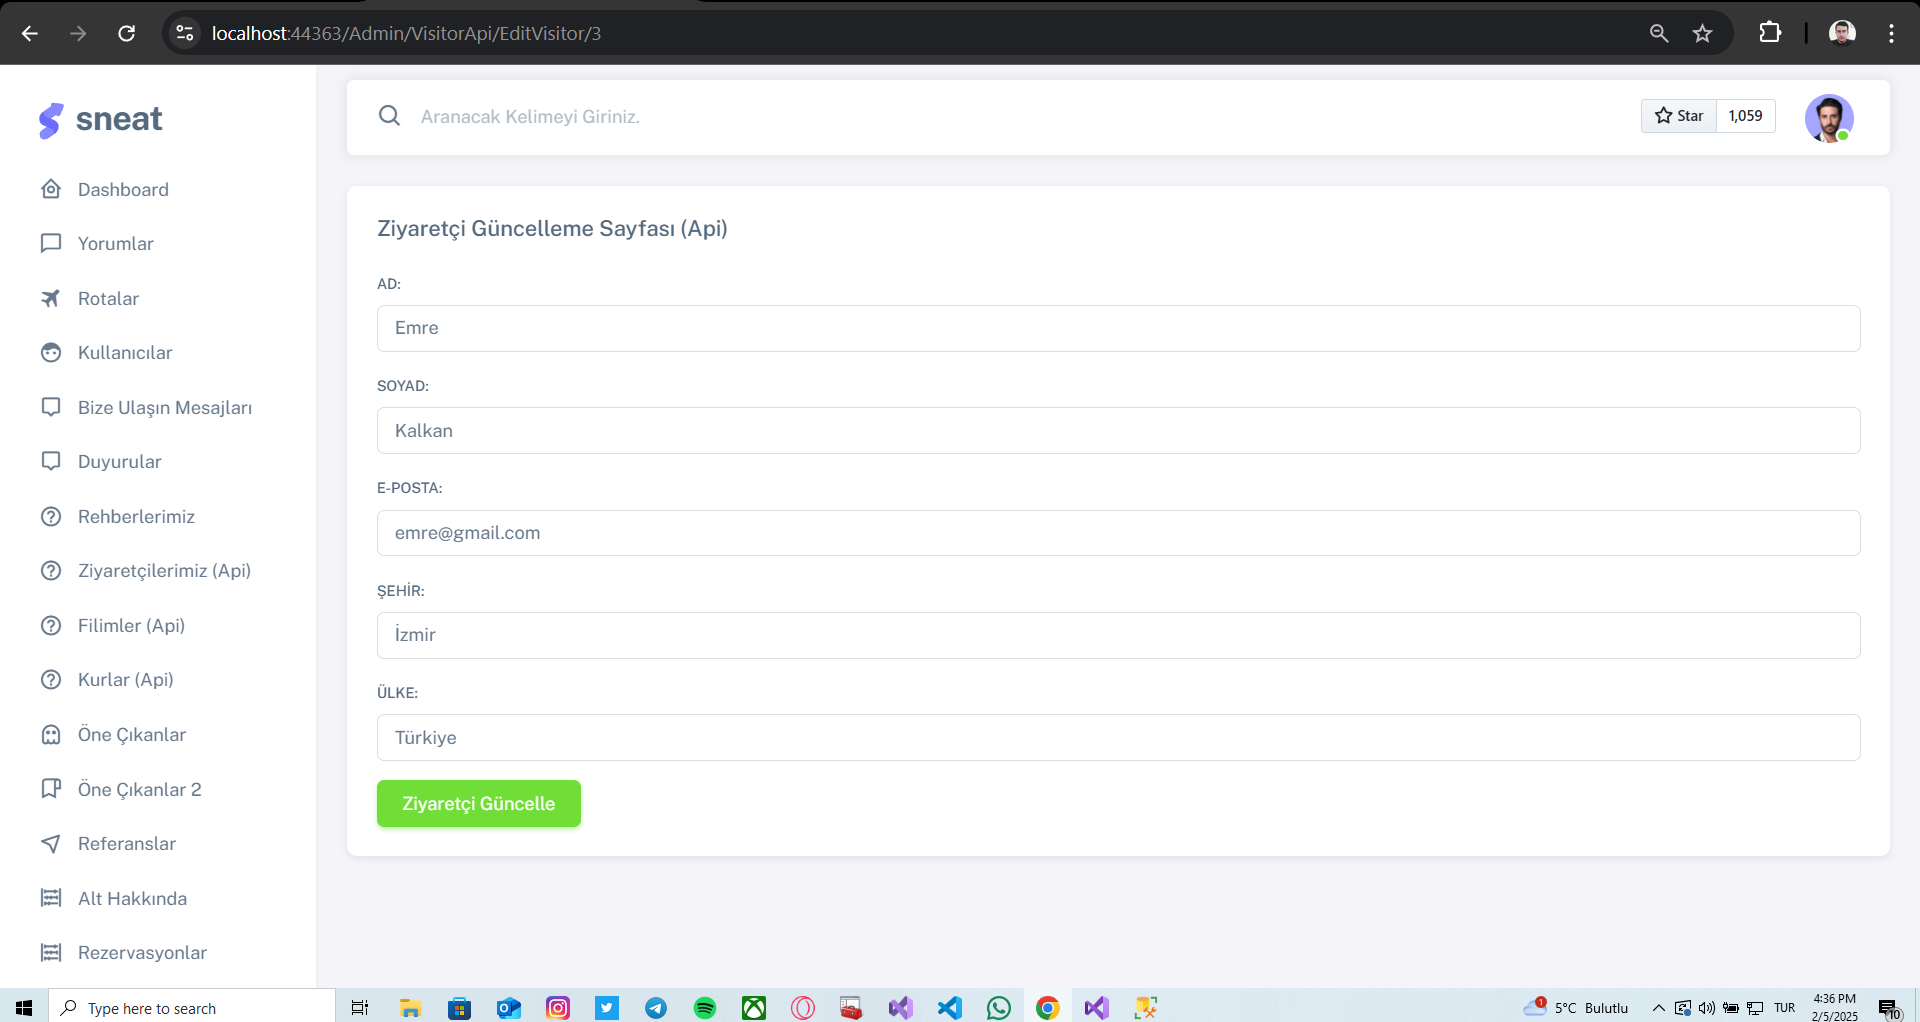 localhost:44363/Admin/VisitorApi/EditVisitor/3
sneat
Aranacak Kelimeyi Giriniz.
Star
1,059
Dashboard
Yorumlar
Rotalar
Kullanıcılar
Bize Ulaşın Mesajları
Duyurular
Rehberlerimiz
Ziyaretçilerimiz (Api)
Filimler (Api)
Kurlar (Api)
Öne Çıkanlar
Öne Çıkanlar 2
Referanslar
Alt Hakkında
Rezervasyonlar
Ziyaretçi Güncelleme Sayfası (Api)
AD:
Emre
SOYAD:
Kalkan
E-POSTA:
emre@gmail.com
ŞEHİR:
İzmir
ÜLKE:
Türkiye
Ziyaretçi Güncelle
Type here to search
1
5°C Bulutlu
TUR
4:36 PM
2/5/2025
10